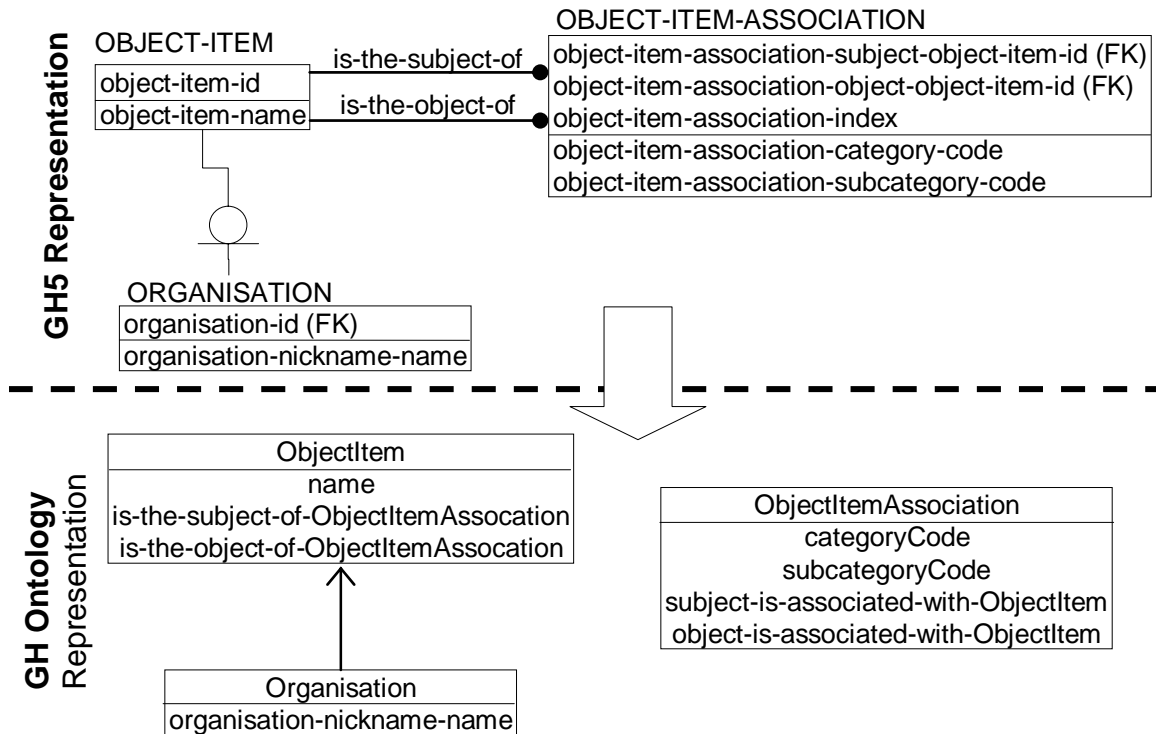 GH5 Representation
OBJECT-ITEM
object-item-id
object-item-name
is-the-subject-of
is-the-object-of
OBJECT-ITEM-ASSOCIATION
object-item-association-subject-object-item-id (FK)
object-item-association-object-object-item-id (FK)
object-item-association-index
object-item-association-category-code
object-item-association-subcategory-code
ORGANISATION
organisation-id (FK)
organisation-nickname-name
GH Ontology
Representation
ObjectItem
name
is-the-subject-of-ObjectItemAssocation
is-the-object-of-ObjectItemAssocation
ObjectItemAssociation
categoryCode
subcategoryCode
subject-is-associated-with-ObjectItem
object-is-associated-with-ObjectItem
Organisation
organisation-nickname-name